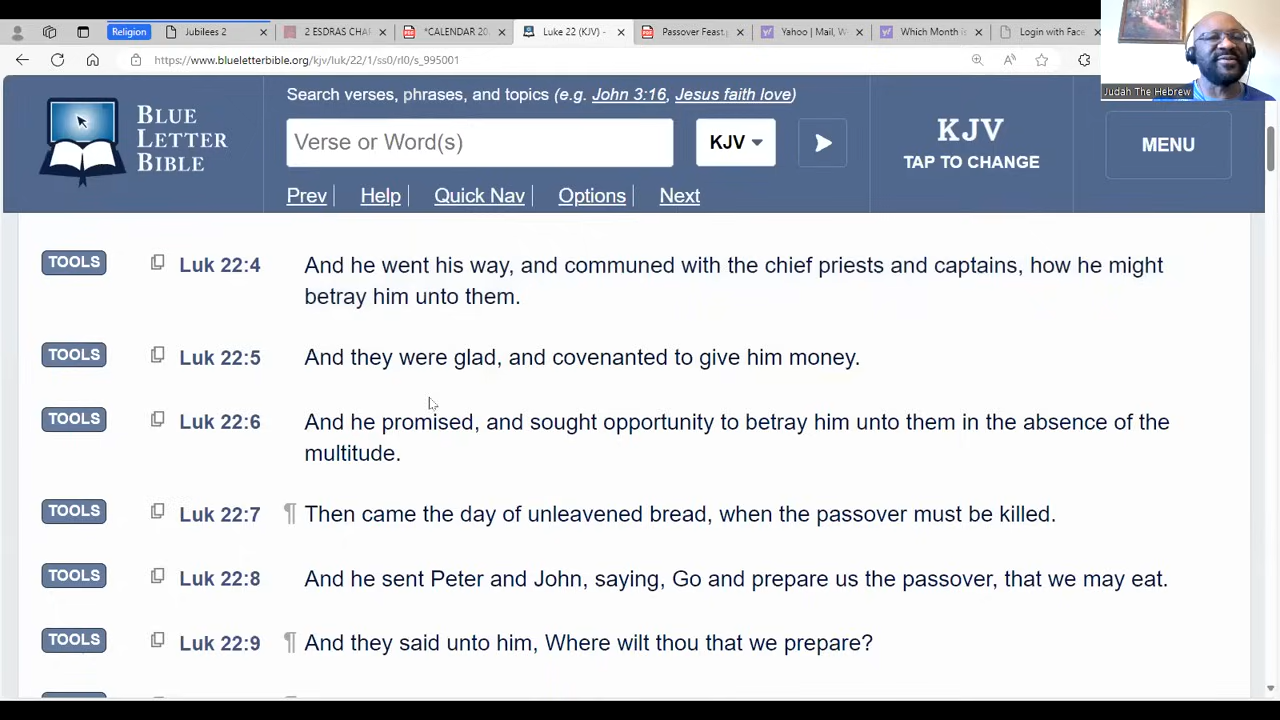 Religion
Jubilees 2
2 ESDRAS CHA
*CALENDAR 20
Luke 22 (KJV) -
Passover Feast.p
Yahoo | Mail, W
Which Month is
Login with Face
https://www.blueletterbible.org/kjv/luk/22/1/ss0/rl0/s_995001
Judah The Hebrew
BLUE
LETTER
BIBLE
Search verses, phrases, and topics (e.g. John 3:16, Jesus faith love)
Verse or Word(s)
KJV
KJV
TAP TO CHANGE
MENU
Prev
Help
Quick Nav
Options
Next
TOOLS
Luk 22:4
And he went his way, and communed with the chief priests and captains, how he might
betray him unto them.
TOOLS
Luk 22:5
And they were glad, and covenanted to give him money.
TOOLS
Luk 22:6
And he promised, and sought opportunity to betray him unto them in the absence of the
multitude.
TOOLS
Luk 22:7
¶ Then came the day of unleavened bread, when the passover must be killed.
TOOLS
Luk 22:8
And he sent Peter and John, saying, Go and prepare us the passover, that we may eat.
TOOLS
Luk 22:9
¶ And they said unto him, Where wilt thou that we prepare?